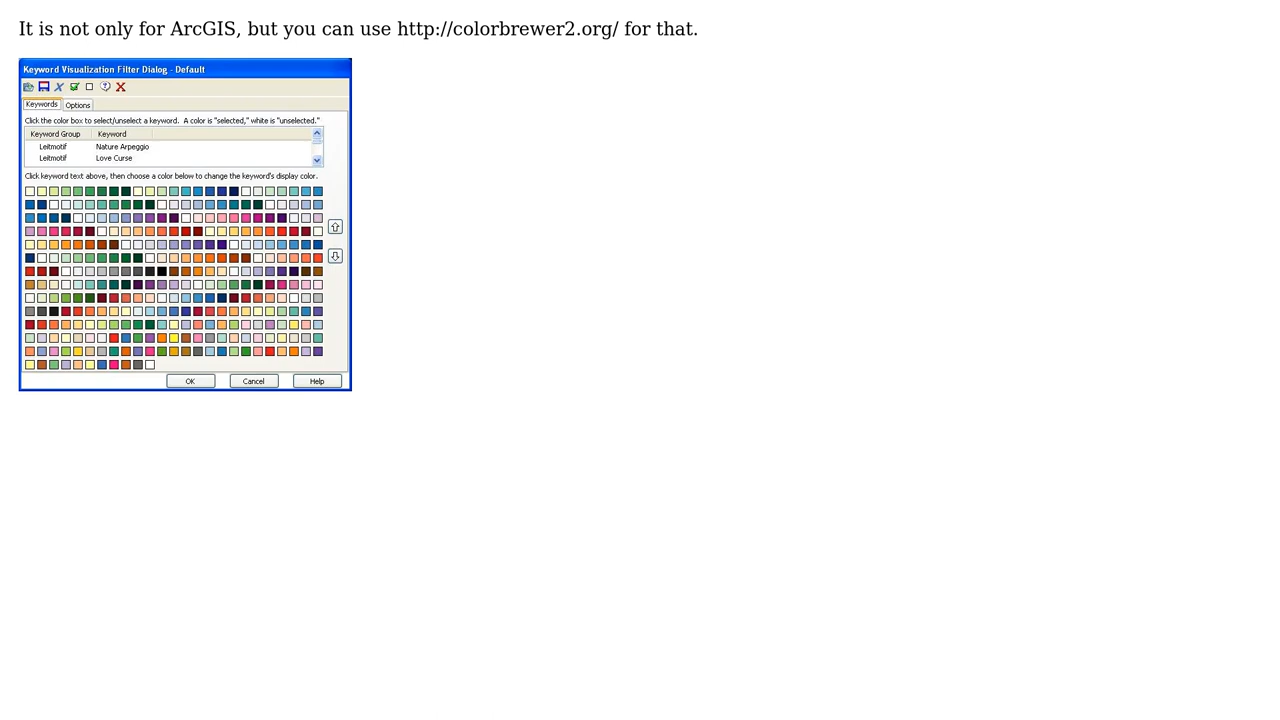 It is not only for ArcGIS, but you can use http://colorbrewer2.org/ for that.
Keyword Visualization Filter Dialog - Default
Keywords Options
Click the color box to select/unselect a keyword. A color is "selected," white is "unselected."
Keyword Group Keyword
Leitmotif Nature Arpeggio
Leitmotif Love Curse
Click keyword text above, then choose a color below to change the keyword's display color.
OK Cancel Help